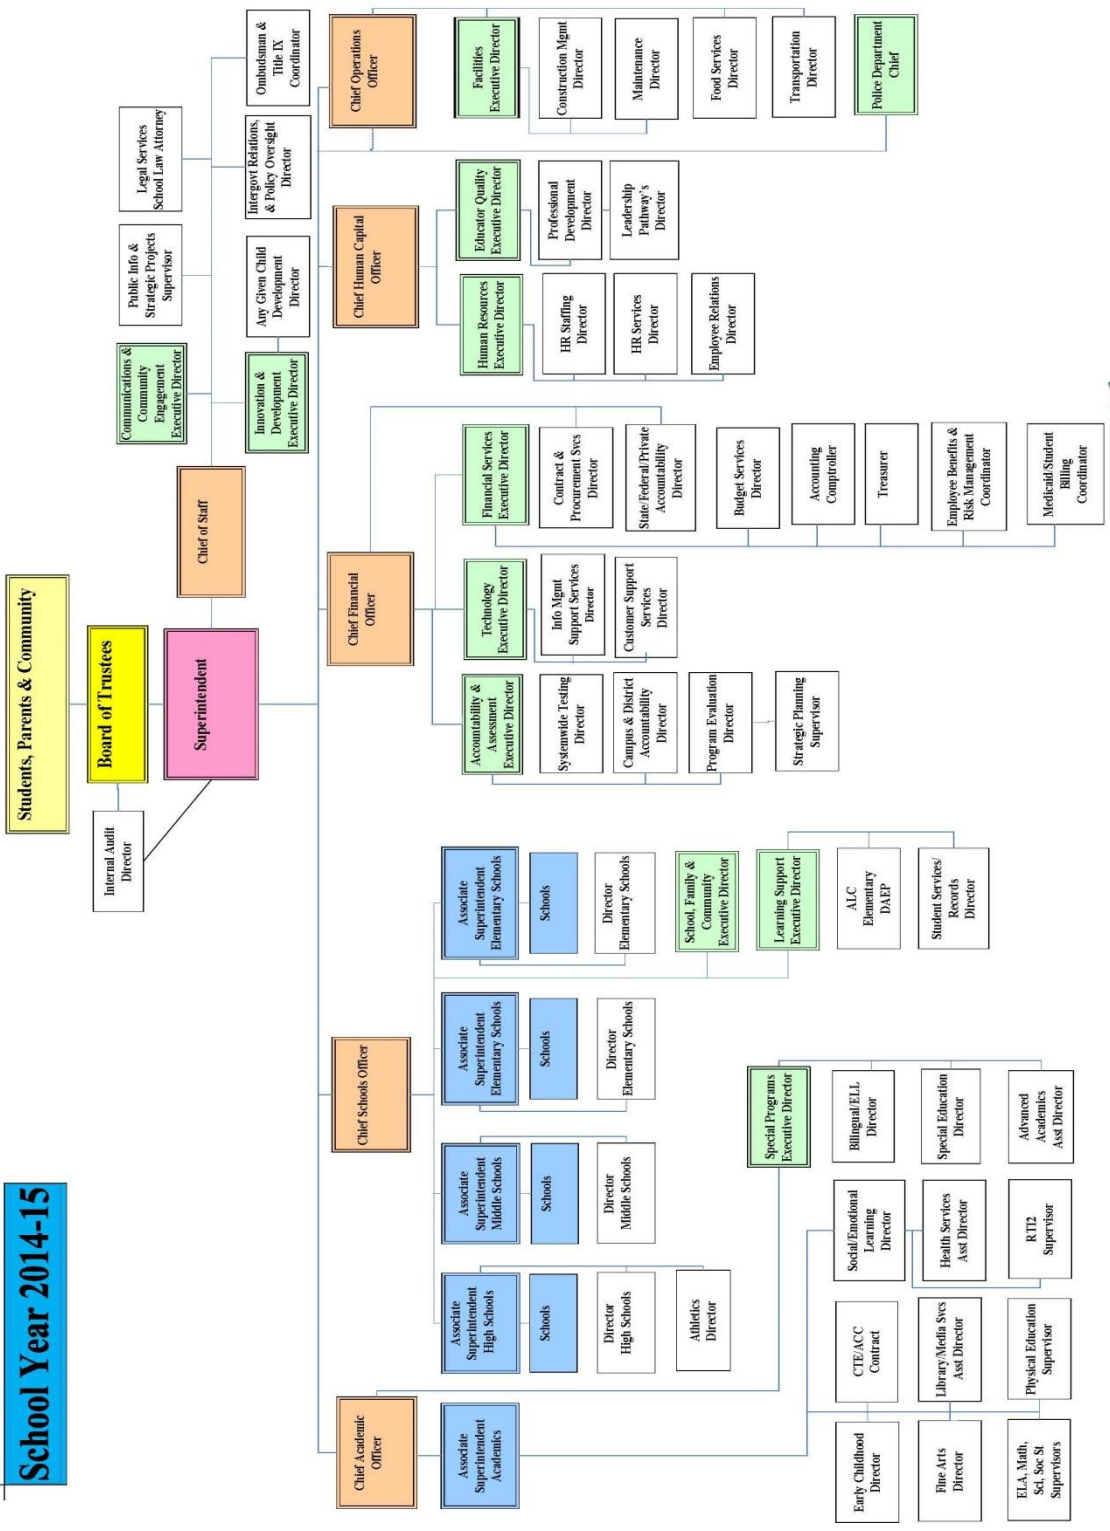 School Year 2014-15
Students, Parents & Community
Board of Trustees
Internal Audit
Director
Superintendent
Chief of Staff
Communications &
Community
Engagement
Executive Director
Public Info &
Strategic Projects
Supervisor
Legal Services
School Law Attorney
Innovation &
Development
Executive Director
Any Given Child
Development
Director
Intergovt Relations,
& Policy Oversight
Director
Ombudsman &
Title IX
Coordinator
Chief Academic
Officer
Chief Schools Officer
Chief Financial
Officer
Chief Human Capital
Officer
Chief Operations
Officer
Associate
Superintendent
Academics
Associate
Superintendent
High Schools
Schools
Director
High Schools
Athletics
Director
Associate
Superintendent
Middle Schools
Schools
Director
Middle Schools
Associate
Superintendent
Elementary Schools
Schools
Director
Elementary Schools
Associate
Superintendent
Elementary Schools
Schools
Director
Elementary Schools
School, Family &
Community
Executive Director
Learning Support
Executive Director
ALC
Elementary
DAEP
Student Services/
Records
Director
Special Programs
Executive Director
Bilingual/ELL
Director
Special Education
Director
Advanced
Academics
Asst Director
Early Childhood
Director
CTE/ACC
Contract
Social/Emotional
Learning
Director
Fine Arts
Director
Library/Media Svcs
Asst Director
Health Services
Asst Director
ELA, Math,
Sci, Soc St
Supervisors
Physical Education
Supervisor
RTI2
Supervisor
Accountability &
Assessment
Executive Director
Systemwide Testing
Director
Campus & District
Accountability
Director
Program Evaluation
Director
Strategic Planning
Supervisor
Technology
Executive Director
Info Mgmt
Support Services
Director
Customer Support
Services
Director
Financial Services
Executive Director
Contract &
Procurement Svcs
Director
State/Federal/Private
Accountability
Director
Budget Services
Director
Accounting
Comptroller
Treasurer
Employee Benefits &
Risk Management
Coordinator
Medicaid/Student
Billing
Coordinator
Human Resources
Executive Director
HR Staffing
Director
HR Services
Director
Employee Relations
Director
Educator Quality
Executive Director
Professional
Development
Director
Leadership
Pathway's
Director
Facilities
Executive Director
Construction Mgmt
Director
Maintenance
Director
Food Services
Director
Transportation
Director
Police Department
Chief